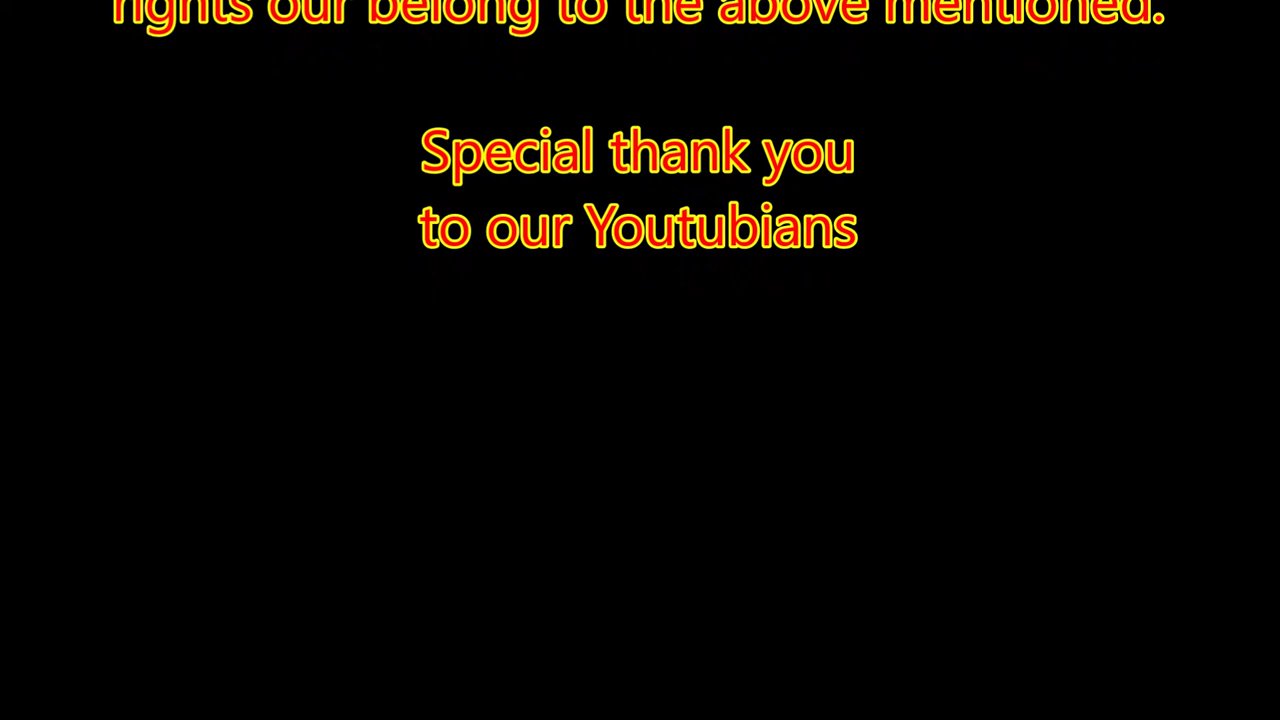 rights our belong to the above mentioned.
Special thank you
to our Youtubians